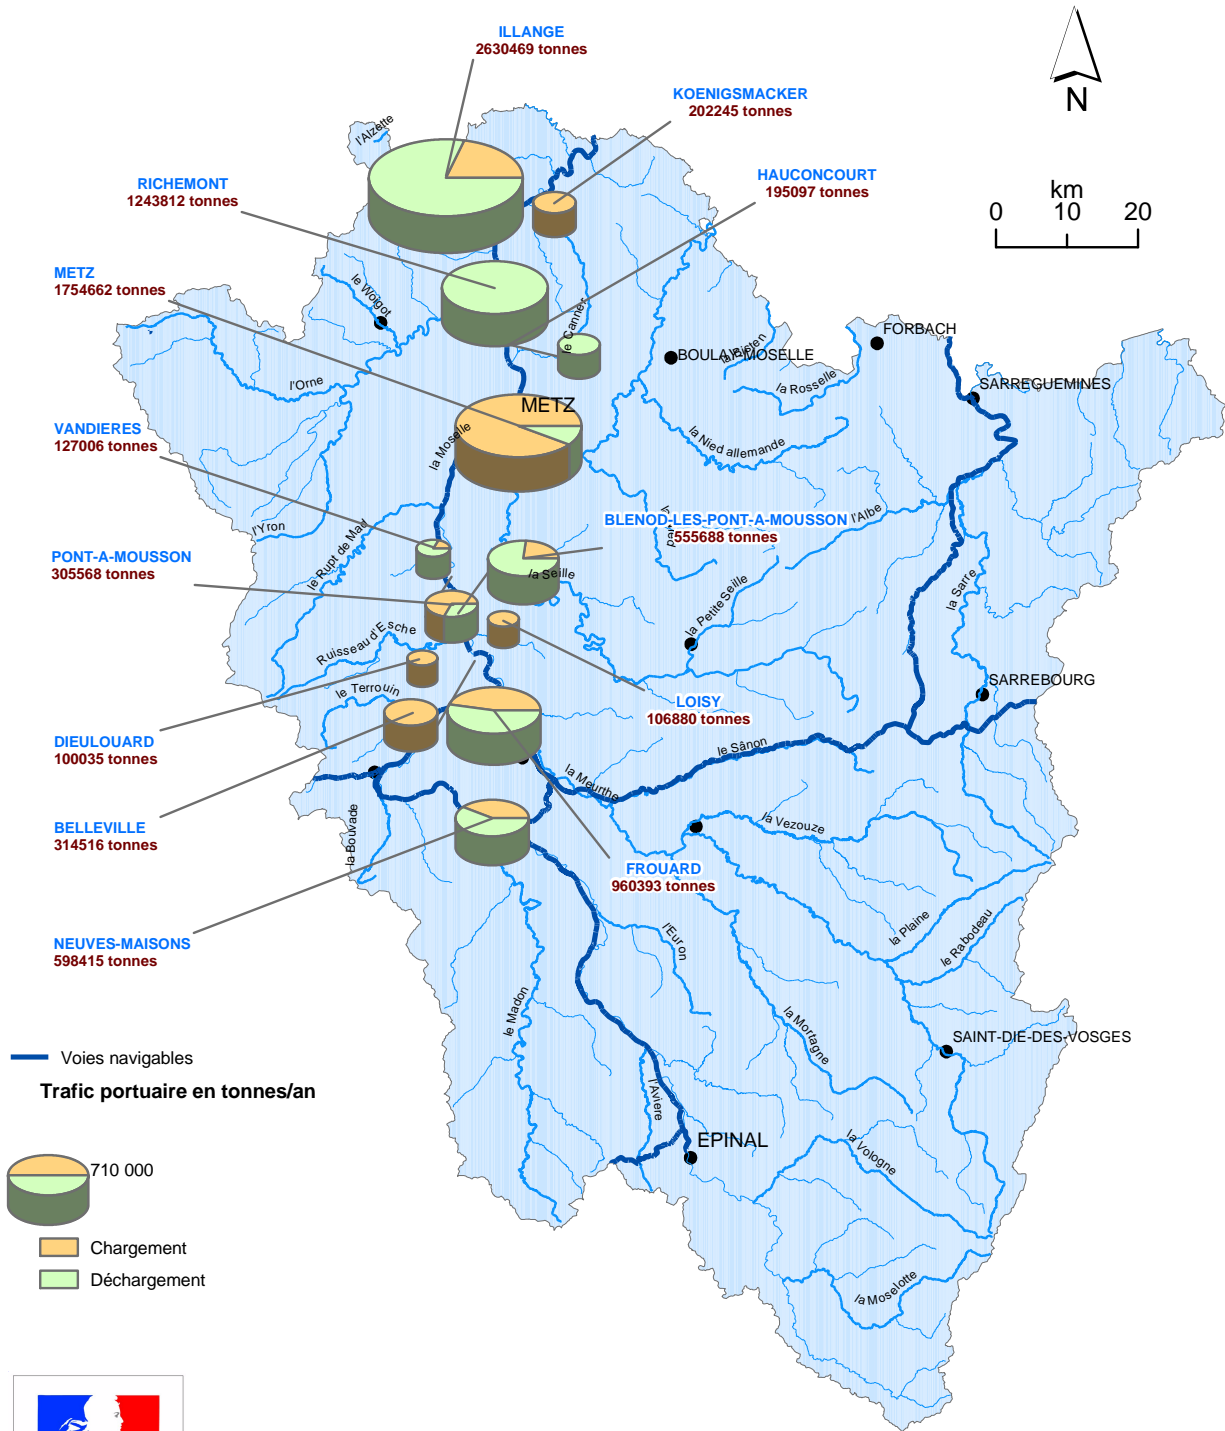 ILLANGE
2630469 tonnes
N
KOENIGSMACKER
202245 tonnes
l'Alzette
HAUCONCOURT
195097 tonnes
RICHEMONT
1243812 tonnes
km
0 10 20
METZ
1754662 tonnes
le Woigot
le Canner
FORBACH
BOULAY-MOSELLE
la Bisten
la Rosselle
SARREGUEMINES
l'Orne
METZ
VANDIERES
127006 tonnes
la Moselle
la Nied allemande
BLENOD-LES-PONT-A-MOUSSON
555688 tonnes
l'Albe
l'Yron
le Rupt de Mad
PONT-A-MOUSSON
305568 tonnes
la Seille
la Sarre
la Petite Seille
Ruisseau d'Esche
le Terrouin
SARREBOURG
LOISY
106880 tonnes
DIEULOUARD
100035 tonnes
le Sânon
la Meurthe
BELLEVILLE
314516 tonnes
la Bouvade
la Vezouze
FROUARD
960393 tonnes
NEUVES-MAISONS
598415 tonnes
l'Euron
la Plaine
le Rabodeau
le Madon
la Mortagne
SAINT-DIE-DES-VOSGES
Voies navigables
Trafic portuaire en tonnes/an
l'Aviere
EPINAL
la Vologne
710 000
Chargement
Déchargement
la Moselotte